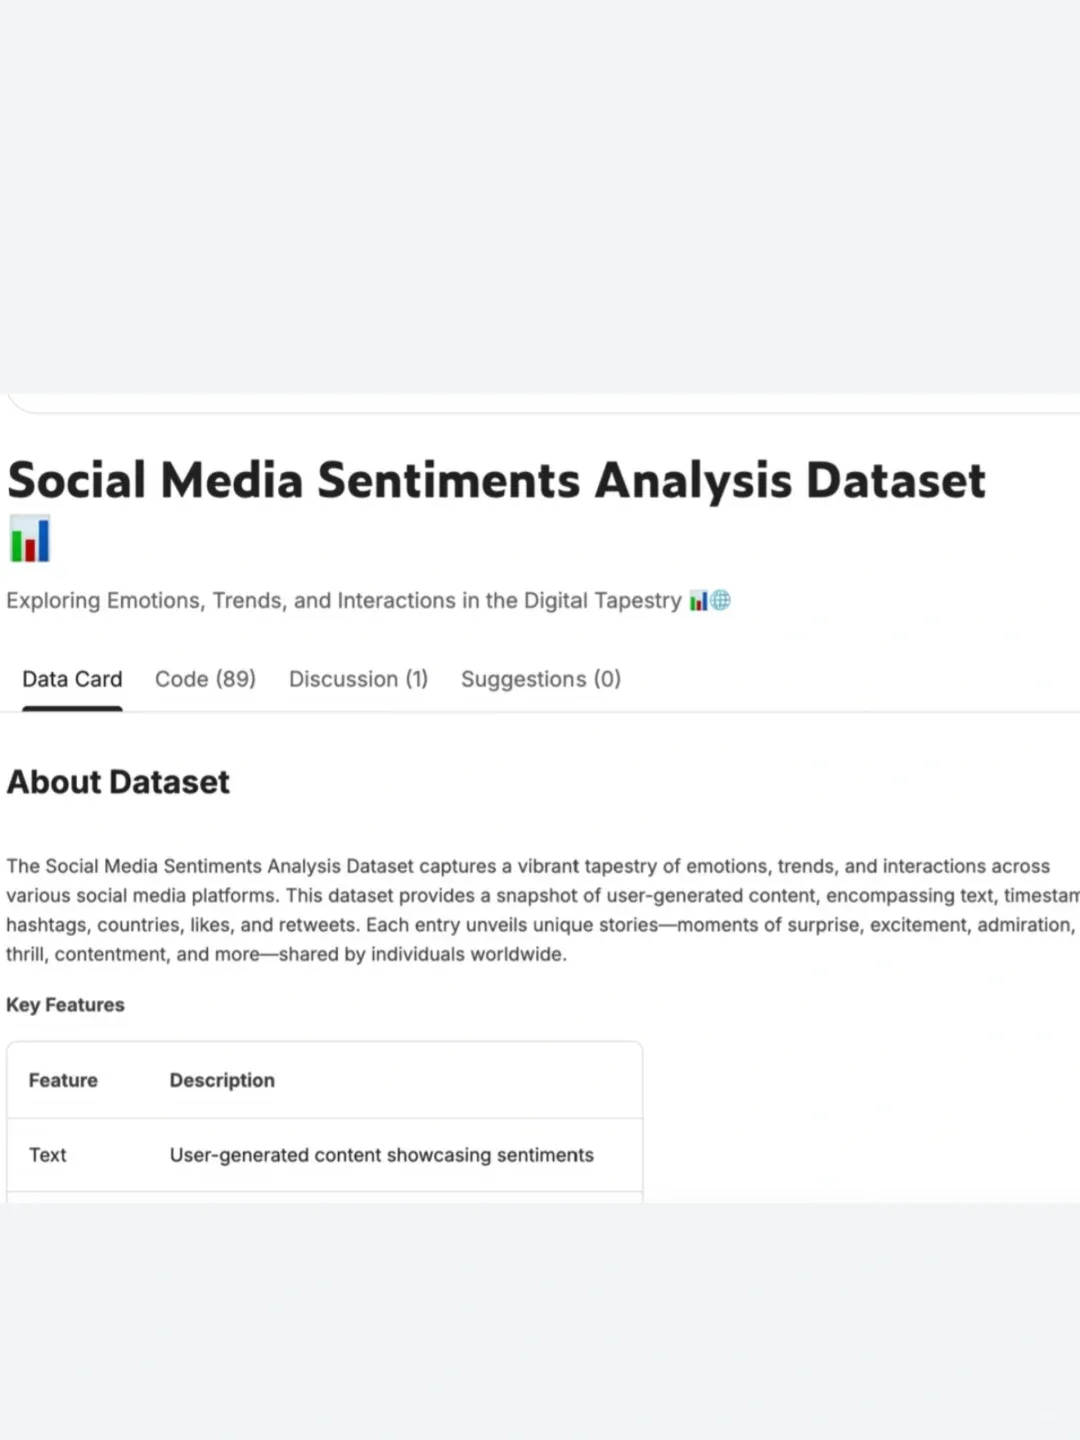 Social Media Sentiments Analysis Dataset
📊
Exploring Emotions, Trends, and Interactions in the Digital Tapestry 📊🌐
Data Card Code (89) Discussion (1) Suggestions (0)
About Dataset
The Social Media Sentiments Analysis Dataset captures a vibrant tapestry of emotions, trends, and interactions across
various social media platforms. This dataset provides a snapshot of user-generated content, encompassing text, timestam
hashtags, countries, likes, and retweets. Each entry unveils unique stories—moments of surprise, excitement, admiration,
thrill, contentment, and more—shared by individuals worldwide.
Key Features
Feature Description
Text User-generated content showcasing sentiments